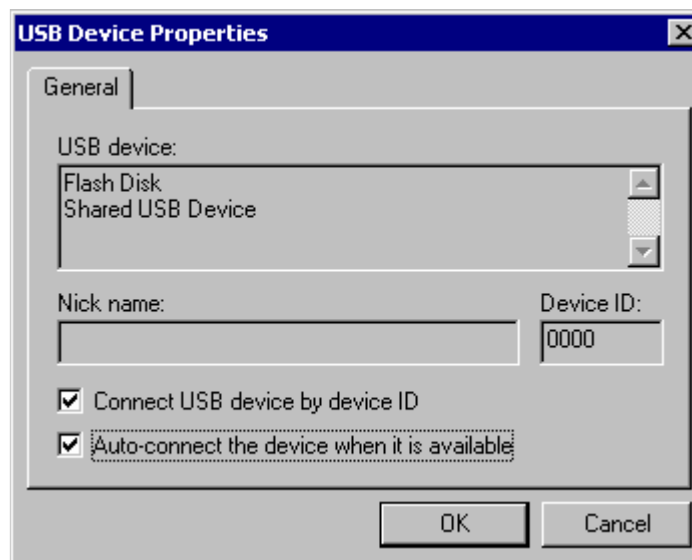 USB Device Properties
General
USB device:
Flash Disk
Shared USB Device
Nick name:
Device ID:
0000
Connect USB device by device ID
Auto-connect the device when it is available
OK
Cancel